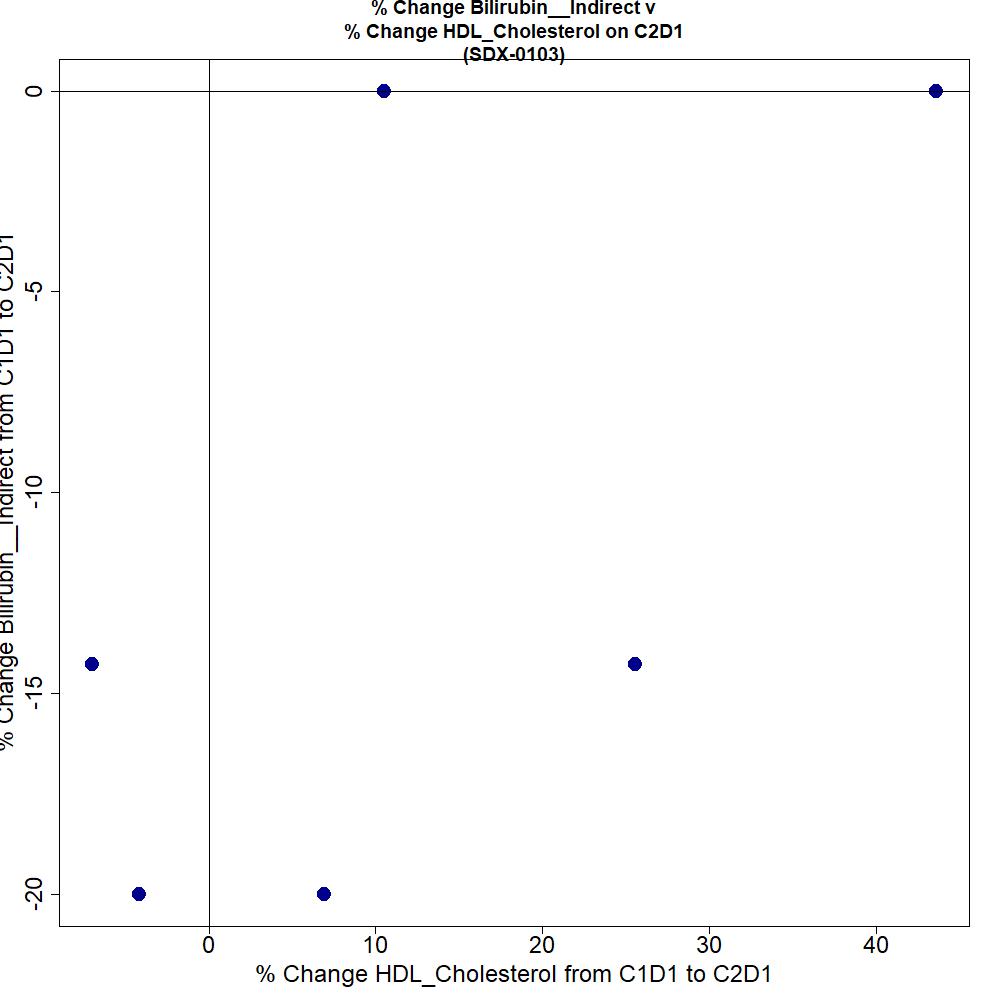 % Change Bilirubin__Indirect v
% Change HDL_Cholesterol on C2D1
(SDX-0103)
% Change Bilirubin__Indirect from C1D1 to C2D1
0
-5
-10
-15
-20
0
10
20
30
40
% Change HDL_Cholesterol from C1D1 to C2D1